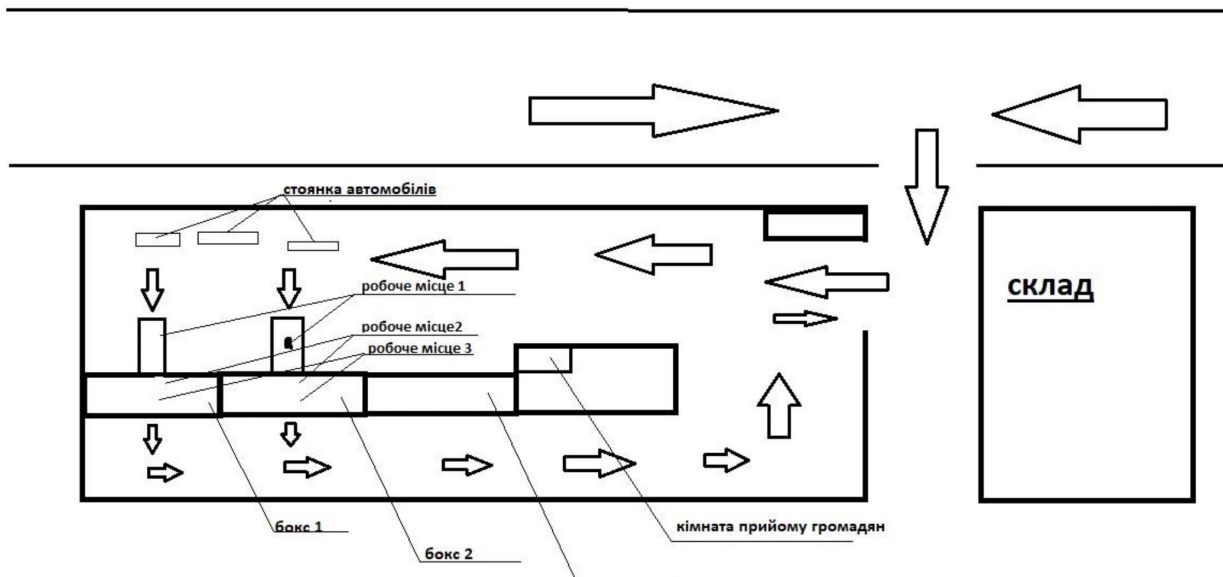 стоянка автомобілів
робоче місце 1
склад
робоче місце2
робоче місце 3
бокс 1
бокс 2
кімната прийому громадян